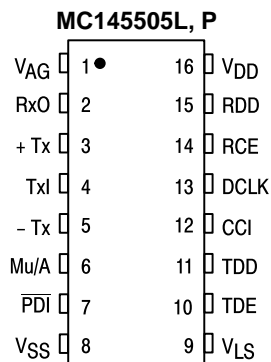 MC145505L, P
VAG 1 16 VDD
RxO 2 15 RDD
+ Tx 3 14 RCE
TxI 4 13 DCLK
– Tx 5 12 CCI
Mu/A 6 11 TDD
PDI 7 10 TDE
VSS 8 9 VLS